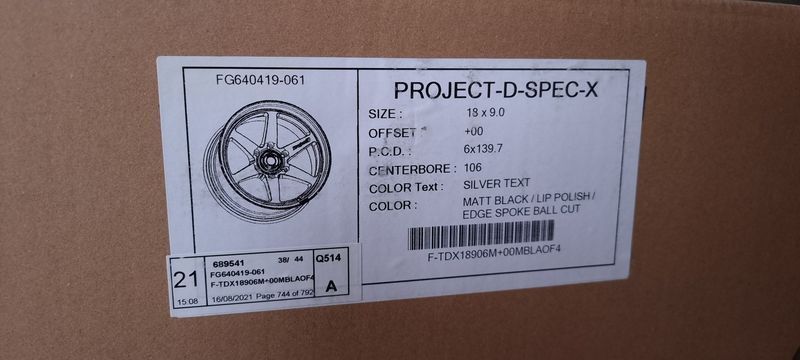 FG640419-061
PROJECT-D-SPEC-X
SIZE : 18 x 9.0
OFFSET : +00
P.C.D. : 6x139.7
CENTERBORE : 106
COLOR Text : SILVER TEXT
COLOR : MATT BLACK / LIP POLISH /
EDGE SPOKE BALL CUT
F-TDX18906M+00MBLAOF4
21
15:08
689541 38/ 44
FG640419-061
F-TDX18906M+00MBLAOF4
16/08/2021 Page 744 of 792
Q514
A